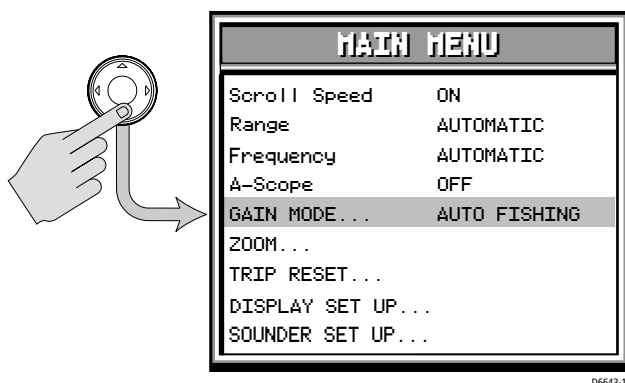 MAIN MENU
Scroll Speed ON
Range AUTOMATIC
Frequency AUTOMATIC
A-Scope OFF
GAIN MODE... AUTO FISHING
ZOOM...
TRIP RESET...
DISPLAY SET UP...
SOUNDER SET UP...
D6643-1